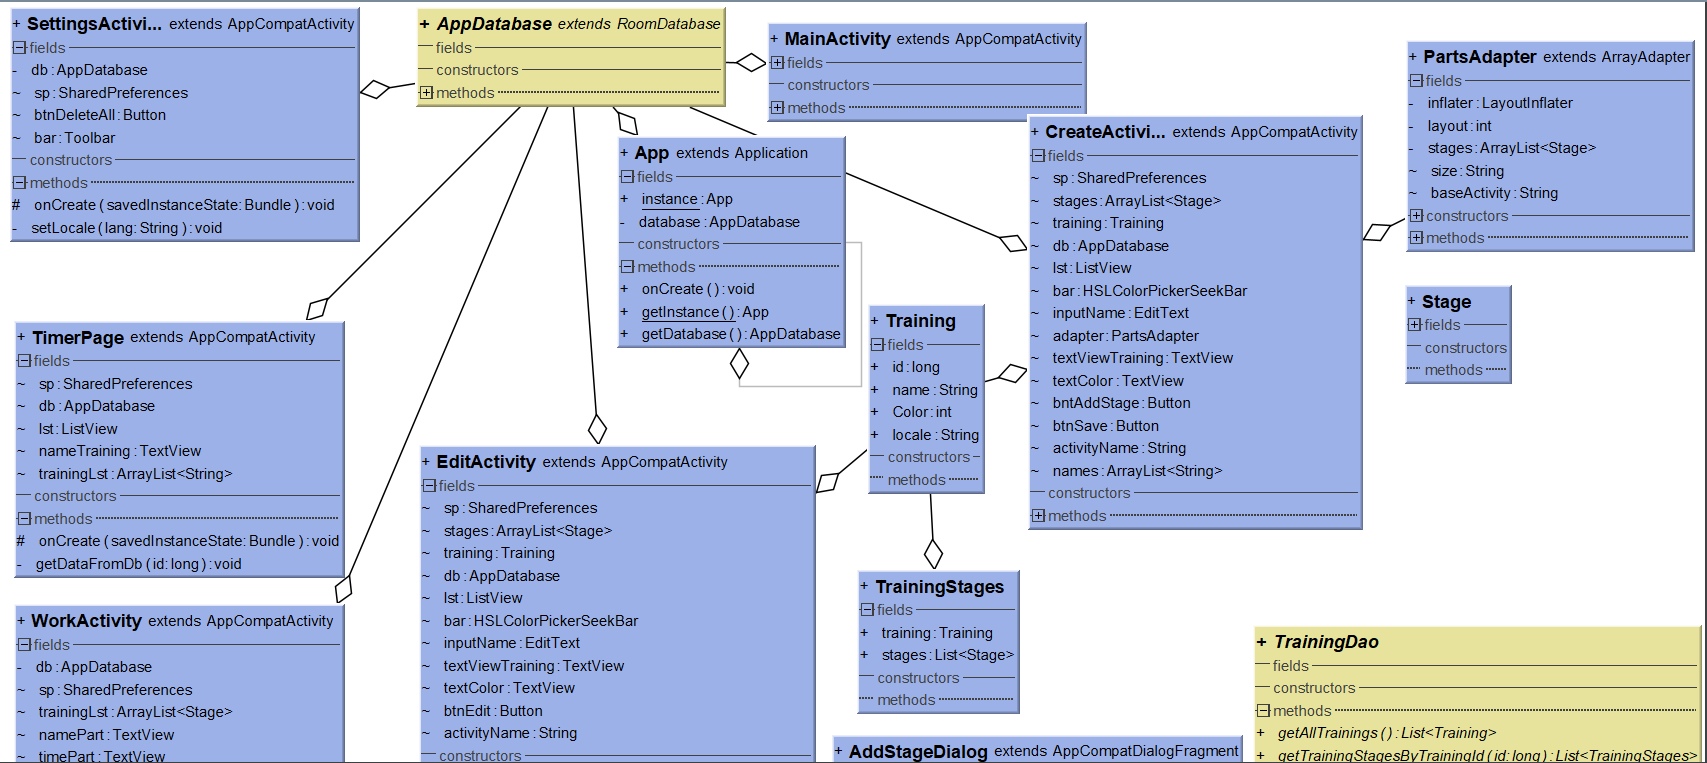 + SettingsActivi... extends AppCompatActivity
fields
- db:AppDatabase
~ sp:SharedPreferences
~ btnDeleteAll:Button
~ bar:Toolbar
constructors
methods
# onCreate(savedInstanceState:Bundle):void
- setLocale(lang:String):void
+ AppDatabase extends RoomDatabase
fields
constructors
methods
+ MainActivity extends AppCompatActivity
fields
constructors
methods
+ App extends Application
fields
+ instance:App
- database:AppDatabase
constructors
methods
+ onCreate():void
+ getInstance():App
+ getDatabase():AppDatabase
+ CreateActivi... extends AppCompatActivity
fields
~ sp:SharedPreferences
~ stages:ArrayList<Stage>
~ training:Training
~ db:AppDatabase
~ lst:ListView
~ bar:HSLColorPickerSeekBar
~ inputName:EditText
~ adapter:PartsAdapter
~ textViewTraining:TextView
~ textColor:TextView
~ bntAddStage:Button
~ btnSave:Button
~ activityName:String
~ names:ArrayList<String>
constructors
methods
+ PartsAdapter extends ArrayAdapter
fields
- inflater:LayoutInflater
- layout:int
- stages:ArrayList<Stage>
~ size:String
~ baseActivity:String
constructors
methods
+ Stage
fields
constructors
methods
+ Training
fields
+ id:long
+ name:String
+ Color:int
+ locale:String
constructors
methods
+ TimerPage extends AppCompatActivity
fields
~ sp:SharedPreferences
~ db:AppDatabase
~ lst:ListView
~ nameTraining:TextView
~ trainingLst:ArrayList<String>
constructors
methods
# onCreate(savedInstanceState:Bundle):void
- getDataFromDb(id:long):void
+ EditActivity extends AppCompatActivity
fields
~ sp:SharedPreferences
~ stages:ArrayList<Stage>
~ training:Training
~ db:AppDatabase
~ lst:ListView
~ bar:HSLColorPickerSeekBar
~ inputName:EditText
~ textViewTraining:TextView
~ textColor:TextView
~ btnEdit:Button
~ activityName:String
constructors
+ TrainingStages
fields
+ training:Training
+ stages:List<Stage>
constructors
methods
+ WorkActivity extends AppCompatActivity
fields
- db:AppDatabase
~ sp:SharedPreferences
~ trainingLst:ArrayList<Stage>
~ namePart:TextView
~ timePart:TextView
+ AddStageDialog extends AppCompatDialogFragment
+ TrainingDao
fields
constructors
methods
+ getAllTrainings():List<Training>
+ getTrainingStagesByTrainingId(id:long):List<TrainingStages>